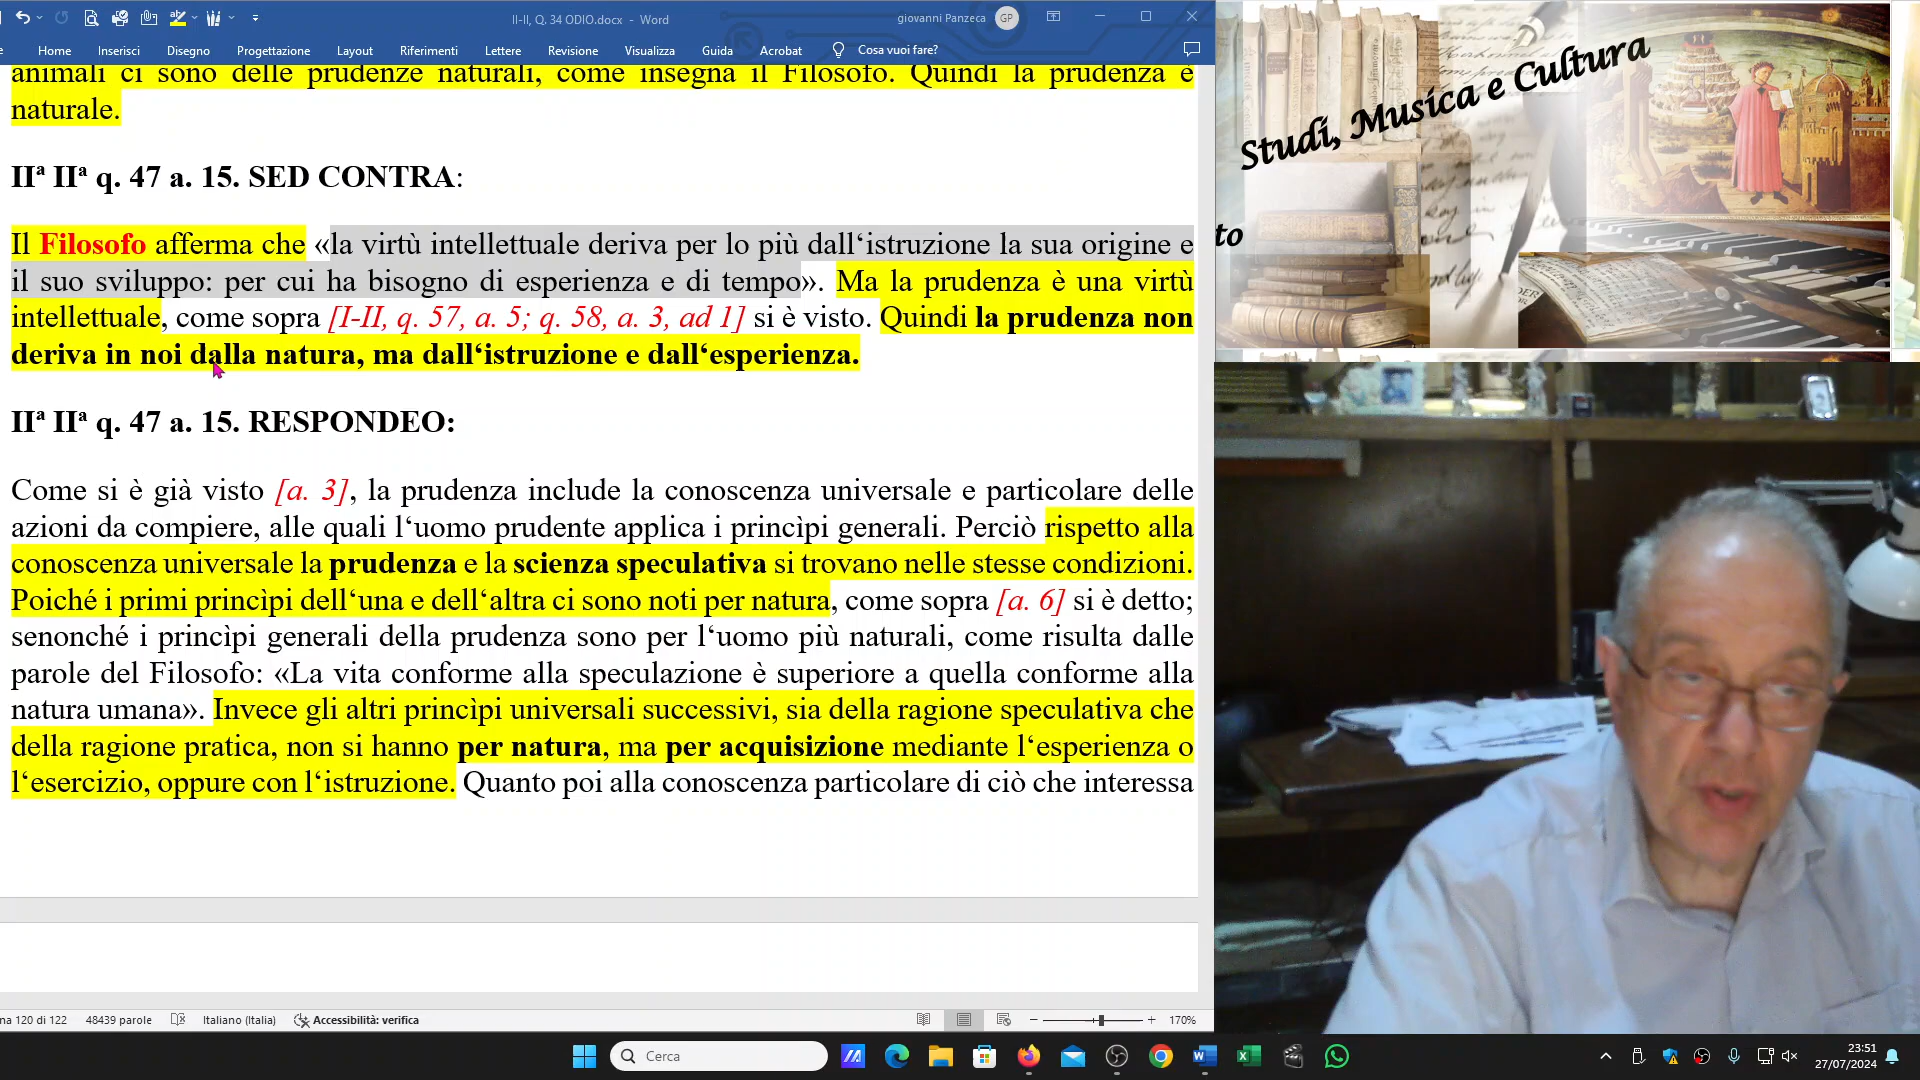 II-II, Q. 34 ODIO.docx - Word
giovanni Panzeca
GP
Home Inserisci Disegno Progettazione Layout Riferimenti Lettere Revisione Visualizza Guida Acrobat Cosa vuoi fare?
animali ci sono delle prudenze naturali, come insegna il Filosofo. Quindi la prudenza è
naturale.
IIª IIª q. 47 a. 15. SED CONTRA:
Il Filosofo afferma che «la virtù intellettuale deriva per lo più dall‘istruzione la sua origine e
il suo sviluppo: per cui ha bisogno di esperienza e di tempo». Ma la prudenza è una virtù
intellettuale, come sopra [I-II, q. 57, a. 5; q. 58, a. 3, ad 1] si è visto. Quindi la prudenza non
deriva in noi dalla natura, ma dall‘istruzione e dall‘esperienza.
IIª IIª q. 47 a. 15. RESPONDEO:
Come si è già visto [a. 3], la prudenza include la conoscenza universale e particolare delle
azioni da compiere, alle quali l‘uomo prudente applica i princìpi generali. Perciò rispetto alla
conoscenza universale la prudenza e la scienza speculativa si trovano nelle stesse condizioni.
Poiché i primi princìpi dell‘una e dell‘altra ci sono noti per natura, come sopra [a. 6] si è detto;
senonché i princìpi generali della prudenza sono per l‘uomo più naturali, come risulta dalle
parole del Filosofo: «La vita conforme alla speculazione è superiore a quella conforme alla
natura umana». Invece gli altri princìpi universali successivi, sia della ragione speculativa che
della ragione pratica, non si hanno per natura, ma per acquisizione mediante l‘esperienza o
l‘esercizio, oppure con l‘istruzione. Quanto poi alla conoscenza particolare di ciò che interessa
na 120 di 122 48439 parole Italiano (Italia) Accessibilità: verifica 170%
Studi, Musica e Cultura
to
Cerca
23:51
27/07/2024